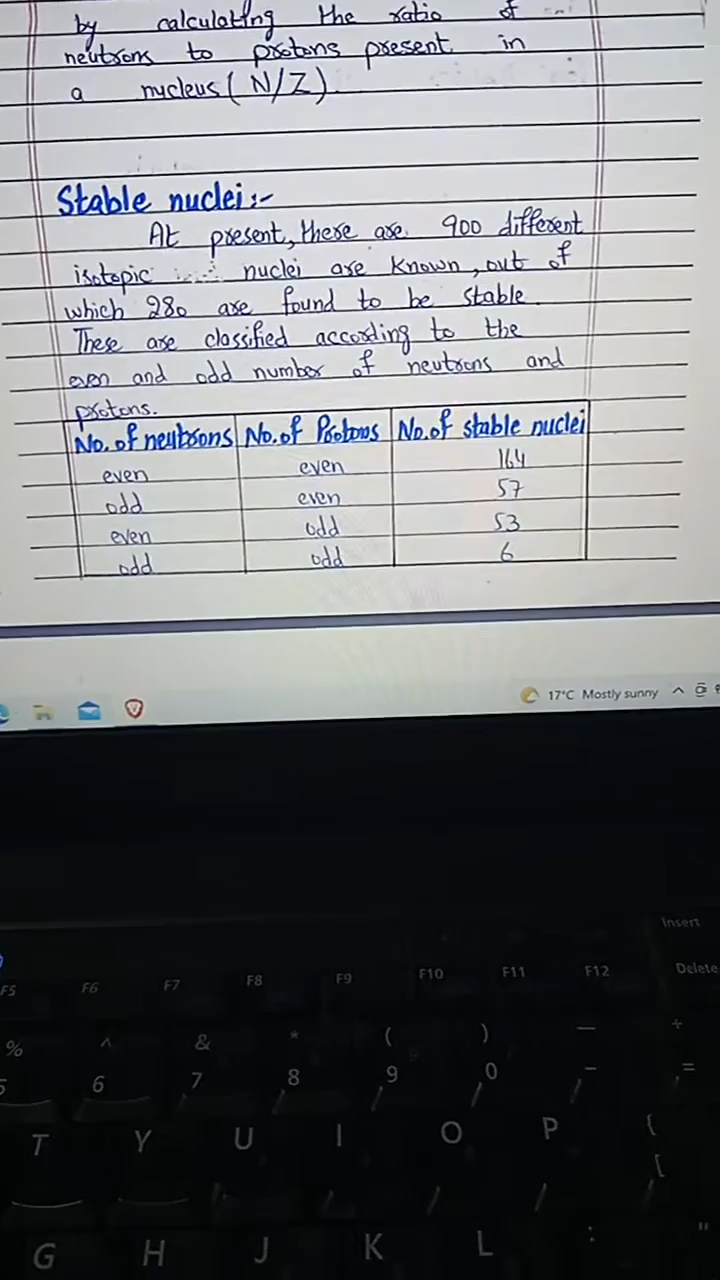 by calculating the ratio of
neutrons to protons present in
a nucleus (N/Z)
Stable nuclei:-
At present, there are 900 different
isotopic nuclei are known, out of
which 280 are found to be stable.
These are classified according to the
even and odd number of neutrons and
protons.
No. of neutrons No. of Protons No. of stable nuclei
even even 164
odd even 57
even odd 53
odd odd 6
17°C Mostly sunny
Insert
F5 F6 F7 F8 F9 F10 F11 F12 Delete
% ^ & * ( ) — ÷
5 6 7 8 9 0 - =
T Y U I O P { [
G H J K L : "